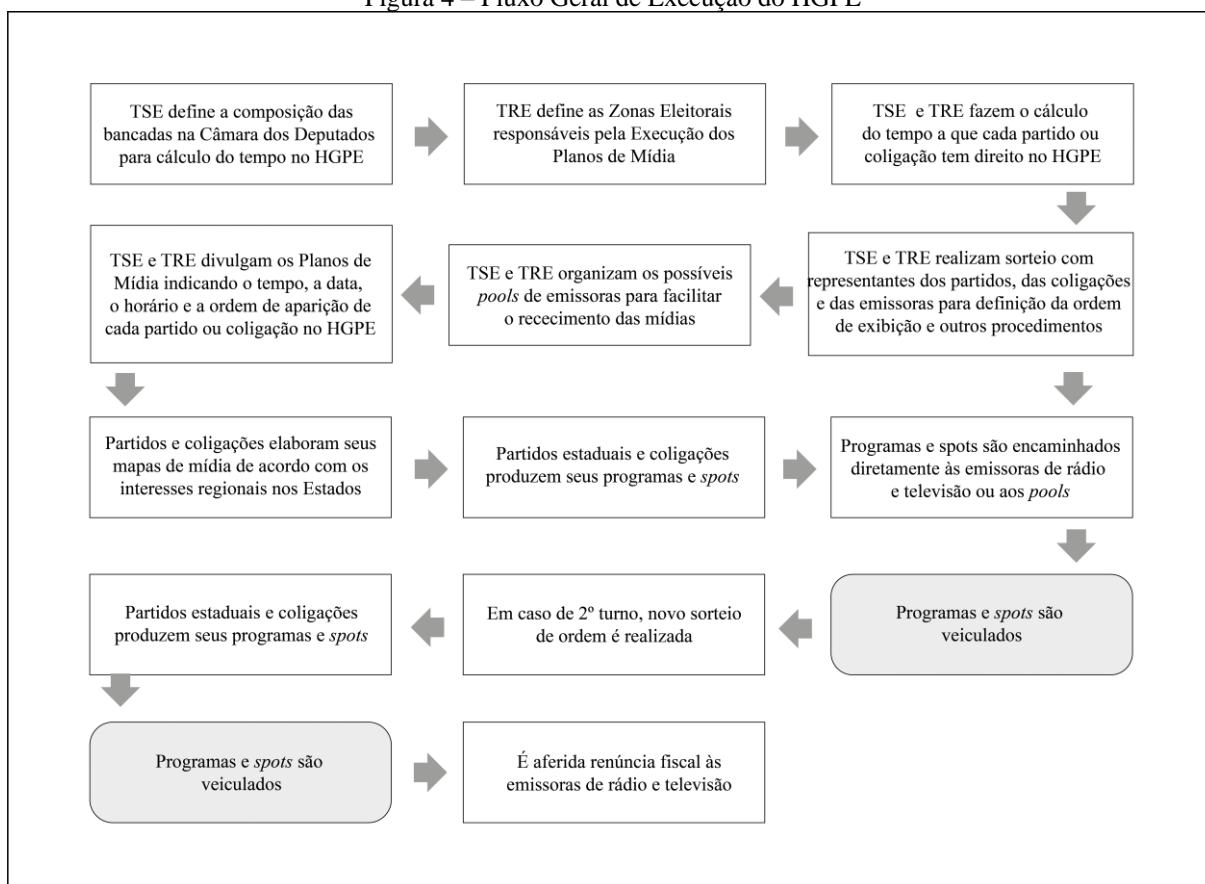 Figura 4 – Fluxo Geral de Execução do HGPE
TSE define a composição das
bancadas na Câmara dos Deputados
para cálculo do tempo no HGPE
TRE define as Zonas Eleitorais
responsáveis pela Execução dos
Planos de Mídia
TSE e TRE fazem o cálculo
do tempo a que cada partido ou
coligação tem direito no HGPE
TSE e TRE realizam sorteio com
representantes dos partidos, das coligações
e das emissoras para definição da ordem
de exibição e outros procedimentos
TSE e TRE organizam os possíveis
pools de emissoras para facilitar
o rececimento das mídias
TSE e TRE divulgam os Planos de
Mídia indicando o tempo, a data,
o horário e a ordem de aparição de
cada partido ou coligação no HGPE
Partidos e coligações elaboram seus
mapas de mídia de acordo com os
interesses regionais nos Estados
Partidos estaduais e coligações
produzem seus programas e spots
Programas e spots são encaminhados
diretamente às emissoras de rádio
e televisão ou aos pools
Programas e spots são
veiculados
Em caso de 2º turno, novo sorteio
de ordem é realizada
Partidos estaduais e coligações
produzem seus programas e spots
Programas e spots são
veiculados
É aferida renúncia fiscal às
emissoras de rádio e televisão